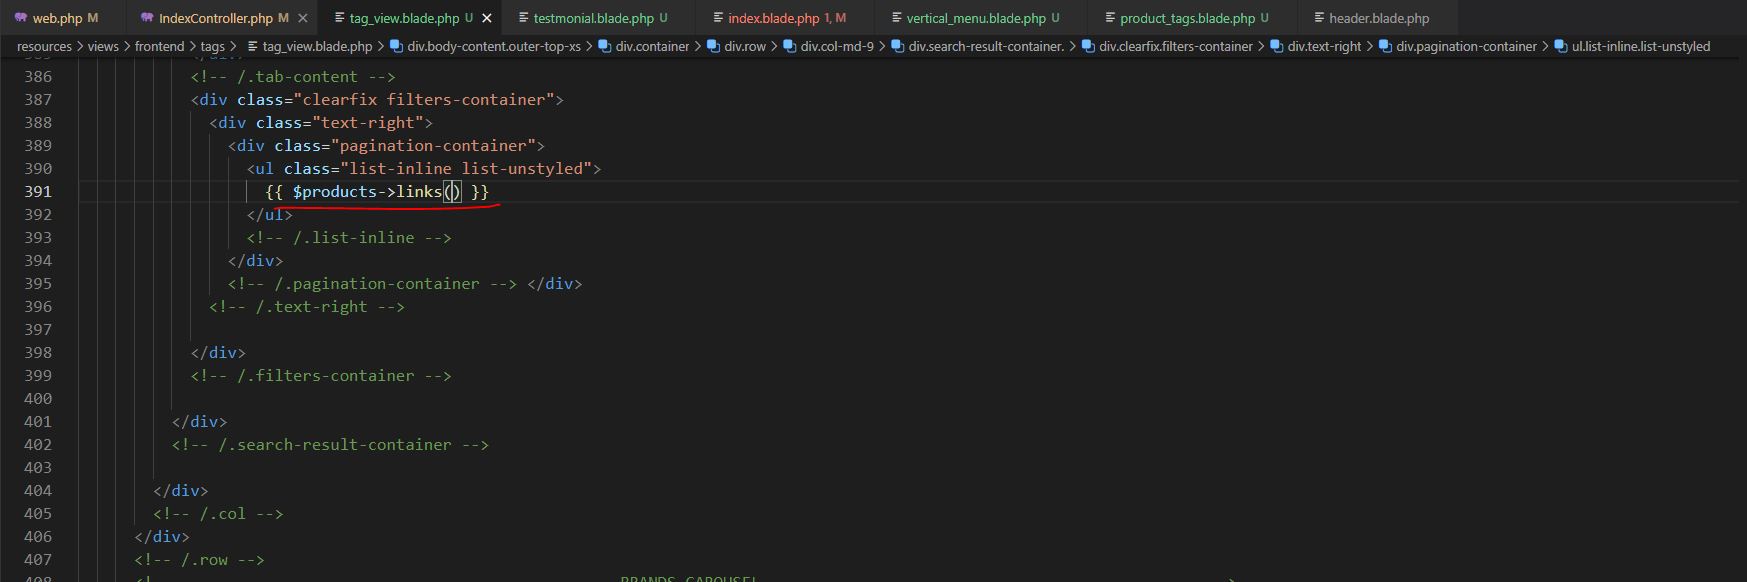 web.php M IndexController.php M tag_view.blade.php U testmonial.blade.php U index.blade.php 1, M vertical_menu.blade.php U product_tags.blade.php U header.blade.php
resources > views > frontend > tags > tag_view.blade.php > div.body-content.outer-top-xs > div.container > div.row > div.col-md-9 > div.search-result-container. > div.clearfix.filters-container > div.text-right > div.pagination-container > ul.list-inline.list-unstyled
385 </div>
386 <!-- /.tab-content -->
387 <div class="clearfix filters-container">
388 <div class="text-right">
389 <div class="pagination-container">
390 <ul class="list-inline list-unstyled">
391 {{ $products->links() }}
392 </ul>
393 <!-- /.list-inline -->
394 </div>
395 <!-- /.pagination-container --> </div>
396 <!-- /.text-right -->
397
398 </div>
399 <!-- /.filters-container -->
400
401 </div>
402 <!-- /.search-result-container -->
403
404 </div>
405 <!-- /.col -->
406 </div>
407 <!-- /.row -->
408 BRANDS CAROUSEL